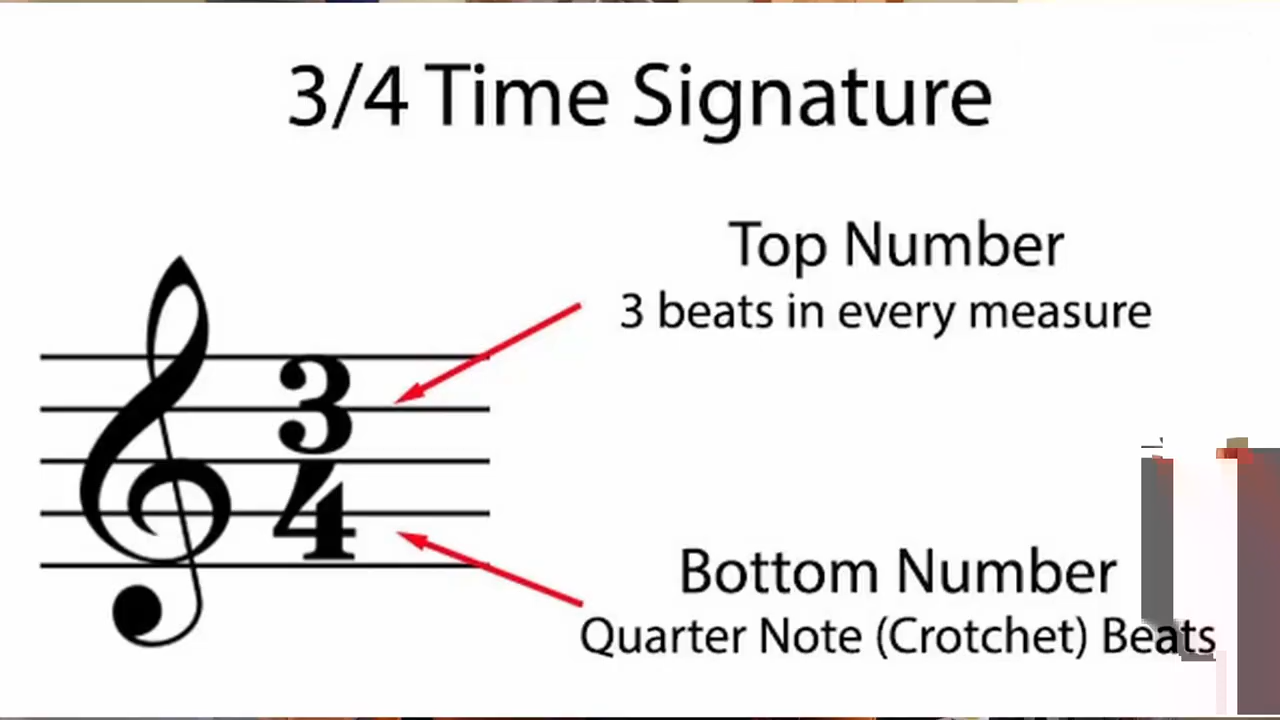 3/4 Time Signature
Top Number
3 beats in every measure
3
4
Bottom Number
Quarter Note (Crotchet) Beats